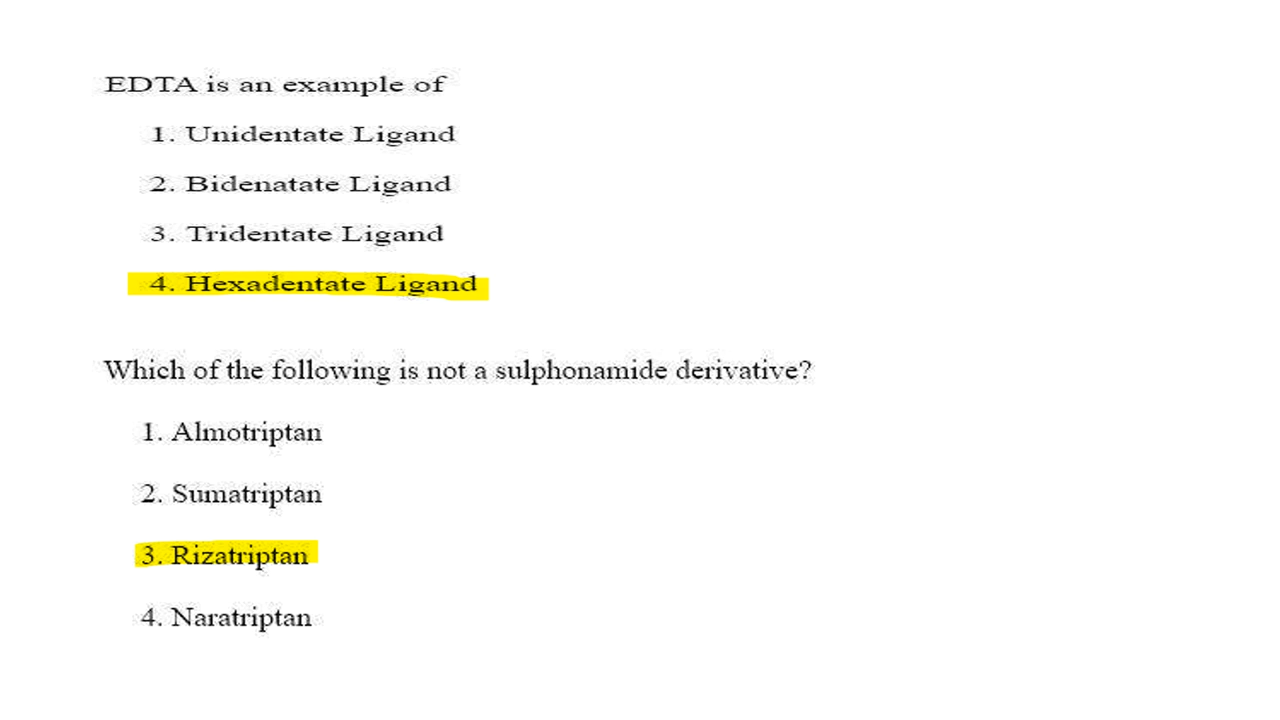 EDTA is an example of
1. Unidentate Ligand
2. Bidenatate Ligand
3. Tridentate Ligand
4. Hexadentate Ligand
Which of the following is not a sulphonamide derivative?
1. Almotriptan
2. Sumatriptan
3. Rizatriptan
4. Naratriptan